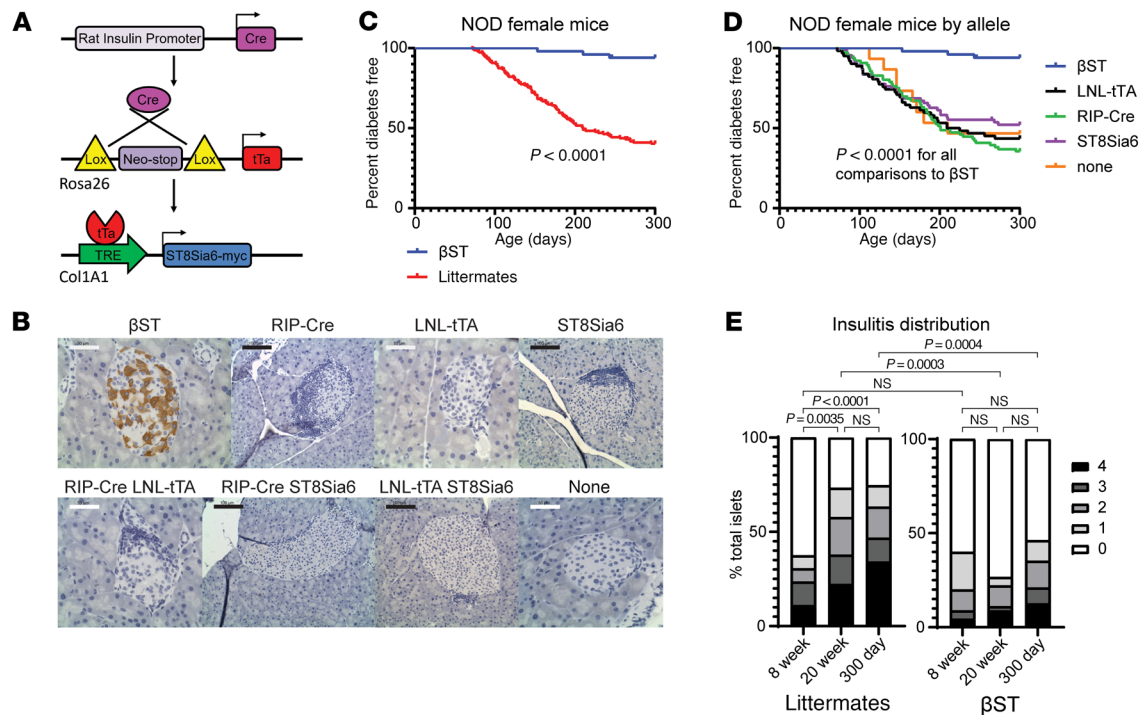 A
Rat Insulin Promoter
Cre
Cre
Lox
Neo-stop
Lox
tTa
Rosa26
tTa
TRE
ST8Sia6-myc
Col1A1
B
βST
RIP-Cre
LNL-tTA
ST8Sia6
RIP-Cre LNL-tTA
RIP-Cre ST8Sia6
LNL-tTA ST8Sia6
None
C
NOD female mice
Percent diabetes free
100
50
0
P < 0.0001
0
100
200
300
Age (days)
βST
Littermates
D
NOD female mice by allele
Percent diabetes free
100
50
0
P < 0.0001 for all
comparisons to βST
0
100
200
300
Age (days)
βST
LNL-tTA
RIP-Cre
ST8Sia6
none
E
Insulitis distribution
P = 0.0004
P = 0.0003
NS
P < 0.0001
NS
P = 0.0035
NS
NS
NS
% total islets
100
50
0
100
50
0
4
3
2
1
0
8 week
20 week
300 day
8 week
20 week
300 day
Littermates
βST